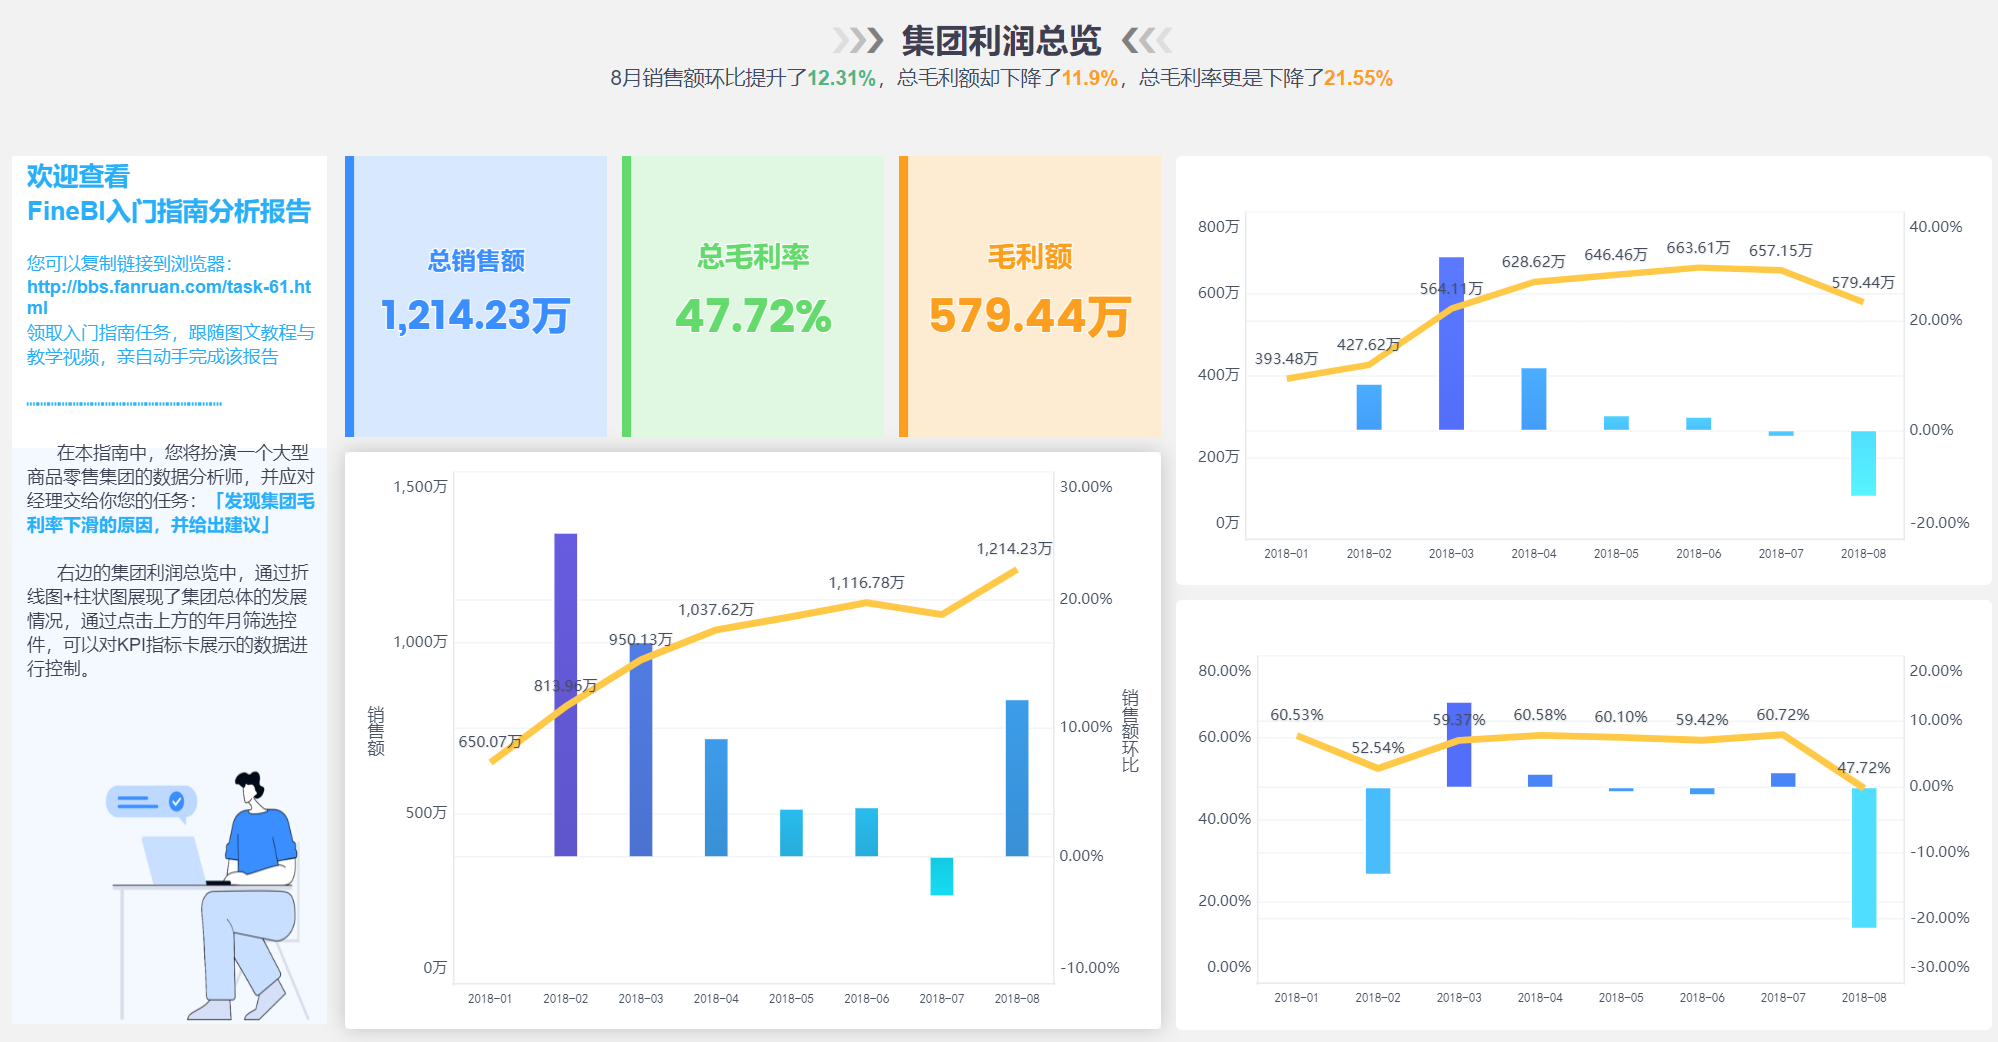 集团利润总览
8月销售额环比提升了12.31%，总毛利额却下降了11.9%，总毛利率更是下降了21.55%
欢迎查看
FineBI入门指南分析报告
您可以复制链接到浏览器：
http://bbs.fanruan.com/task-61.ht
ml
领取入门指南任务，跟随图文教程与
教学视频，亲自动手完成该报告
在本指南中，您将扮演一个大型
商品零售集团的数据分析师，并应对
经理交给你您的任务：「发现集团毛
利率下滑的原因，并给出建议」
右边的集团利润总览中，通过折
线图+柱状图展现了集团总体的发展
情况，通过点击上方的年月筛选控
件，可以对KPI指标卡展示的数据进
行控制。
总销售额
1,214.23万
总毛利率
47.72%
毛利额
579.44万
1,500万
1,000万
500万
0万
销售额
650.07万
813.95万
950.13万
1,037.62万
1,116.78万
1,214.23万
30.00%
20.00%
10.00%
0.00%
-10.00%
销售额环比
2018-01 2018-02 2018-03 2018-04 2018-05 2018-06 2018-07 2018-08
800万
600万
400万
200万
0万
393.48万 427.62万 564.11万 628.62万 646.46万 663.61万 657.15万 579.44万
40.00%
20.00%
0.00%
-20.00%
2018-01 2018-02 2018-03 2018-04 2018-05 2018-06 2018-07 2018-08
80.00%
60.00%
40.00%
20.00%
0.00%
60.53% 52.54% 59.37% 60.58% 60.10% 59.42% 60.72% 47.72%
20.00%
10.00%
0.00%
-10.00%
-20.00%
-30.00%
2018-01 2018-02 2018-03 2018-04 2018-05 2018-06 2018-07 2018-08